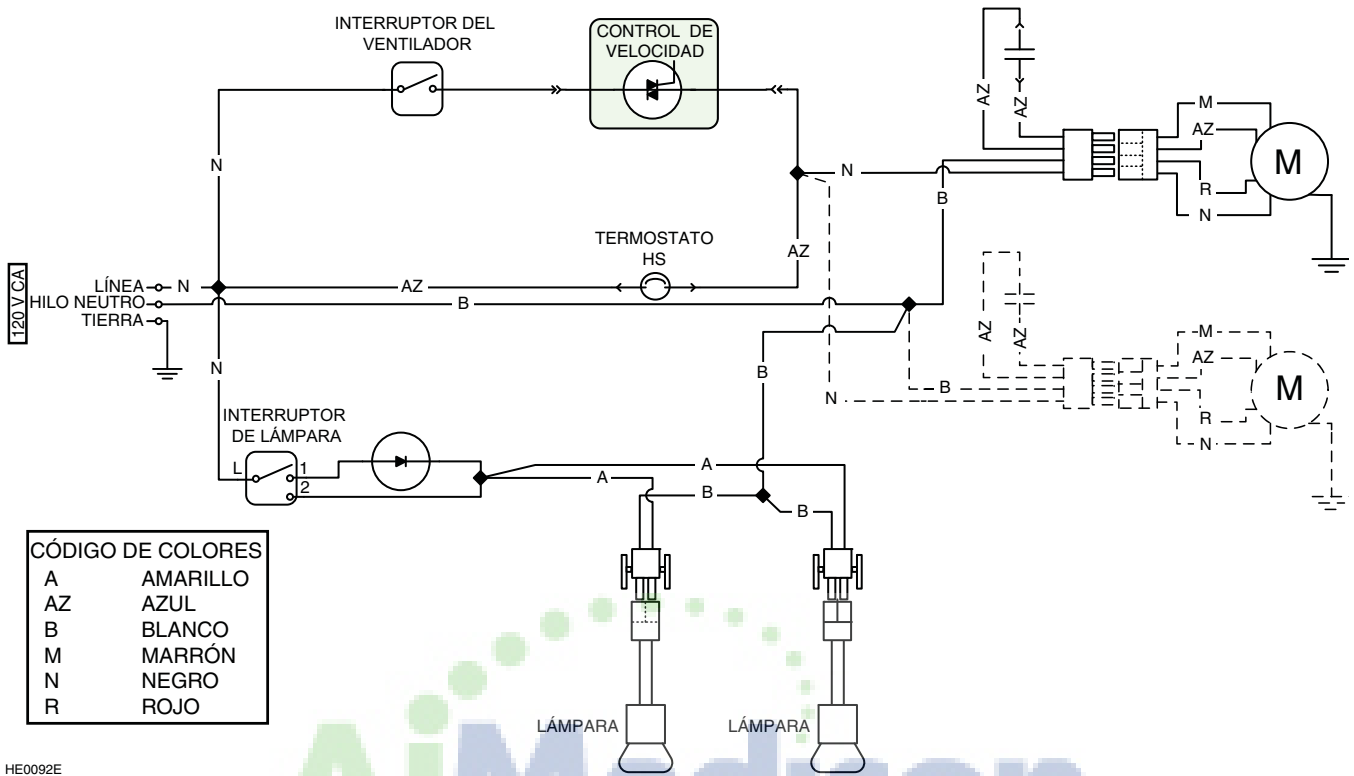 INTERRUPTOR DEL
VENTILADOR
CONTROL DE
VELOCIDAD
AZ
AZ
M
AZ
M
R
N
N
N
B
TERMOSTATO
HS
AZ
120 V CA
LÍNEA
N
AZ
HILO NEUTRO
B
TIERRA
AZ
AZ
M
AZ
M
R
N
B
N
B
N
INTERRUPTOR
DE LÁMPARA
L
1
2
A
A
B
B
CÓDIGO DE COLORES
A AMARILLO
AZ AZUL
B BLANCO
M MARRÓN
N NEGRO
R ROJO
LÁMPARA
LÁMPARA
AjMadison
HE0092E